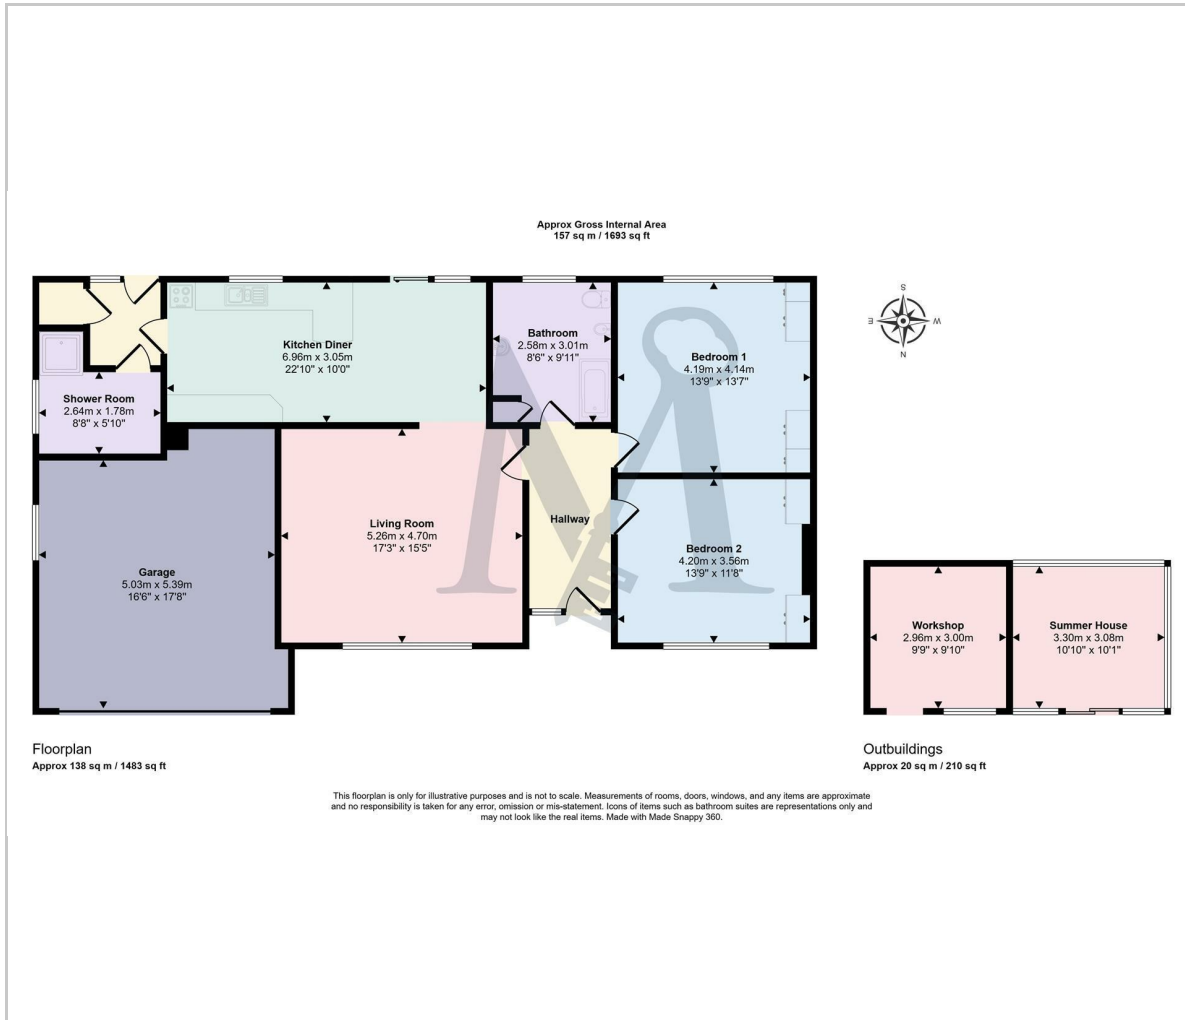 Approx Gross Internal Area
157 sq m / 1693 sq ft
S
E
W
N
Kitchen Diner
6.96m x 3.05m
22'10" x 10'0"
Bathroom
2.58m x 3.01m
8'6" x 9'11"
Bedroom 1
4.19m x 4.14m
13'9" x 13'7"
Shower Room
2.64m x 1.78m
8'8" x 5'10"
Living Room
5.26m x 4.70m
17'3" x 15'5"
Hallway
Bedroom 2
4.20m x 3.56m
13'9" x 11'8"
Garage
5.03m x 5.39m
16'6" x 17'8"
Workshop
2.96m x 3.00m
9'9" x 9'10"
Summer House
3.30m x 3.08m
10'10" x 10'1"
Floorplan
Approx 138 sq m / 1483 sq ft
Outbuildings
Approx 20 sq m / 210 sq ft
This floorplan is only for illustrative purposes and is not to scale. Measurements of rooms, doors, windows, and any items are approximate
and no responsibility is taken for any error, omission or mis-statement. Icons of items such as bathroom suites are representations only and
may not look like the real items. Made with Made Snappy 360.